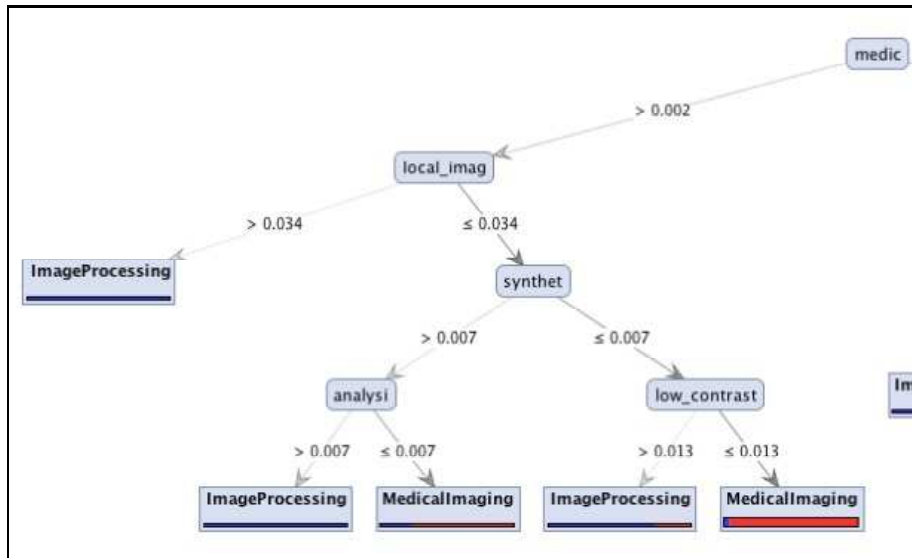 medic
> 0.002
local_imag
> 0.034
≤ 0.034
ImageProcessing
synthet
> 0.007
≤ 0.007
analysi
low_contrast
Im
> 0.007
≤ 0.007
> 0.013
≤ 0.013
ImageProcessing
MedicalImaging
ImageProcessing
MedicalImaging